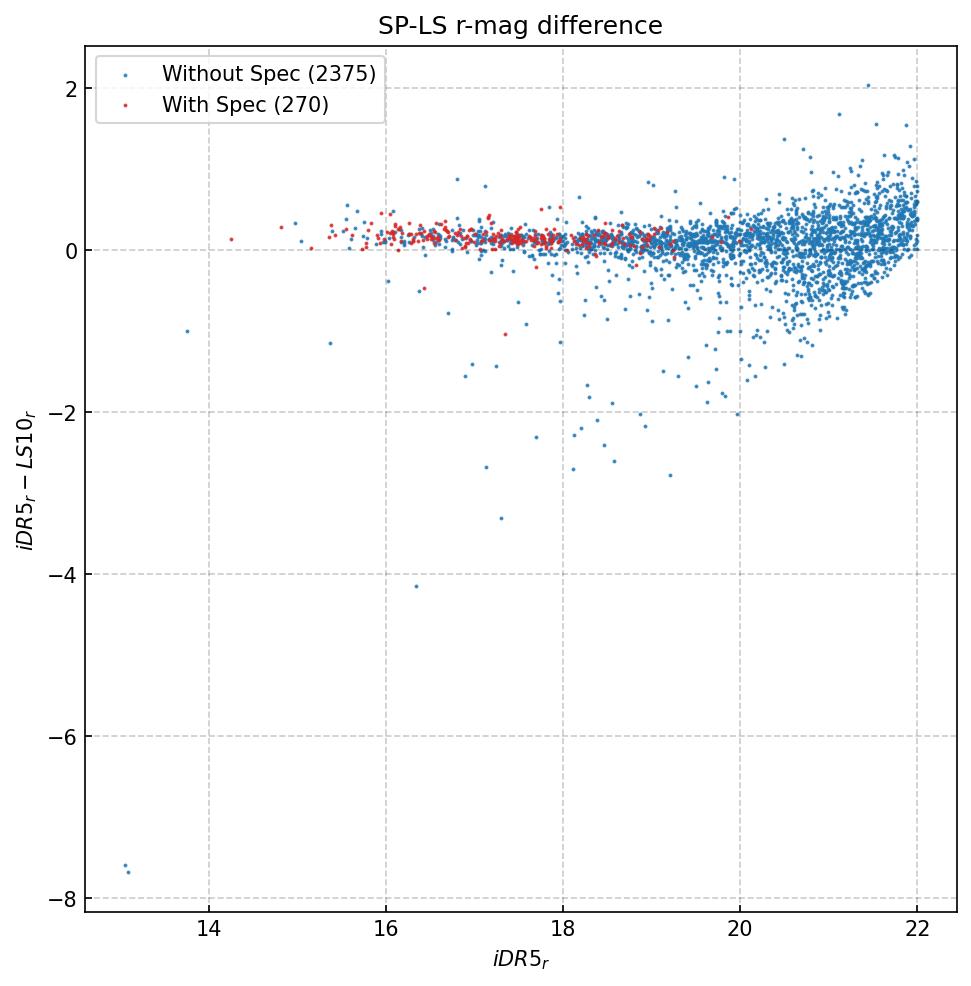 SP-LS r-mag difference
Without Spec (2375)
With Spec (270)
2
0
−2
−4
−6
−8
iDR5r − LS10r
14 16 18 20 22
iDR5r